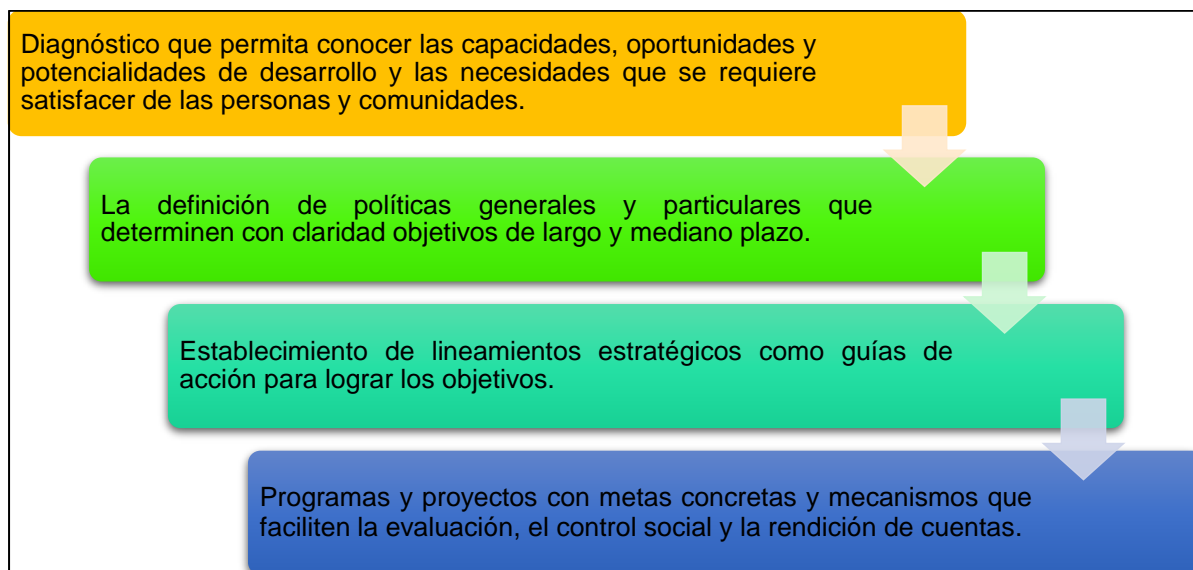 Diagnóstico que permita conocer las capacidades, oportunidades y
potencialidades de desarrollo y las necesidades que se requiere
satisfacer de las personas y comunidades.
La definición de políticas generales y particulares que
determinen con claridad objetivos de largo y mediano plazo.
Establecimiento de lineamientos estratégicos como guías de
acción para lograr los objetivos.
Programas y proyectos con metas concretas y mecanismos que
faciliten la evaluación, el control social y la rendición de cuentas.